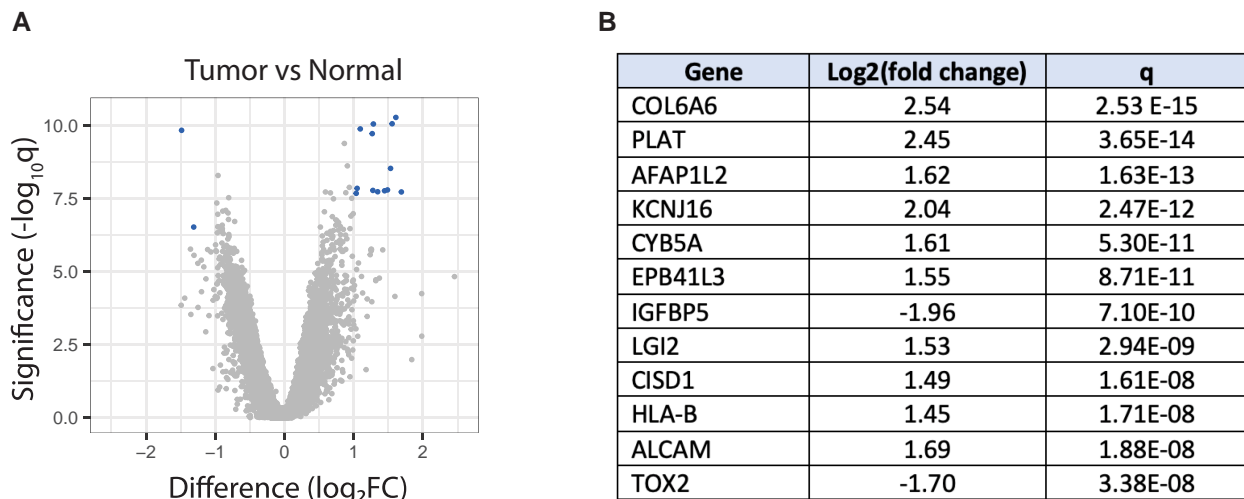 A
Tumor vs Normal
Significance (-log₁₀q)
10.0
7.5
5.0
2.5
0.0
−2
−1
0
1
2
Difference (log₂FC)
B
Gene Log2(fold change) q
COL6A6 2.54 2.53 E-15
PLAT 2.45 3.65E-14
AFAP1L2 1.62 1.63E-13
KCNJ16 2.04 2.47E-12
CYB5A 1.61 5.30E-11
EPB41L3 1.55 8.71E-11
IGFBP5 -1.96 7.10E-10
LGI2 1.53 2.94E-09
CISD1 1.49 1.61E-08
HLA-B 1.45 1.71E-08
ALCAM 1.69 1.88E-08
TOX2 -1.70 3.38E-08